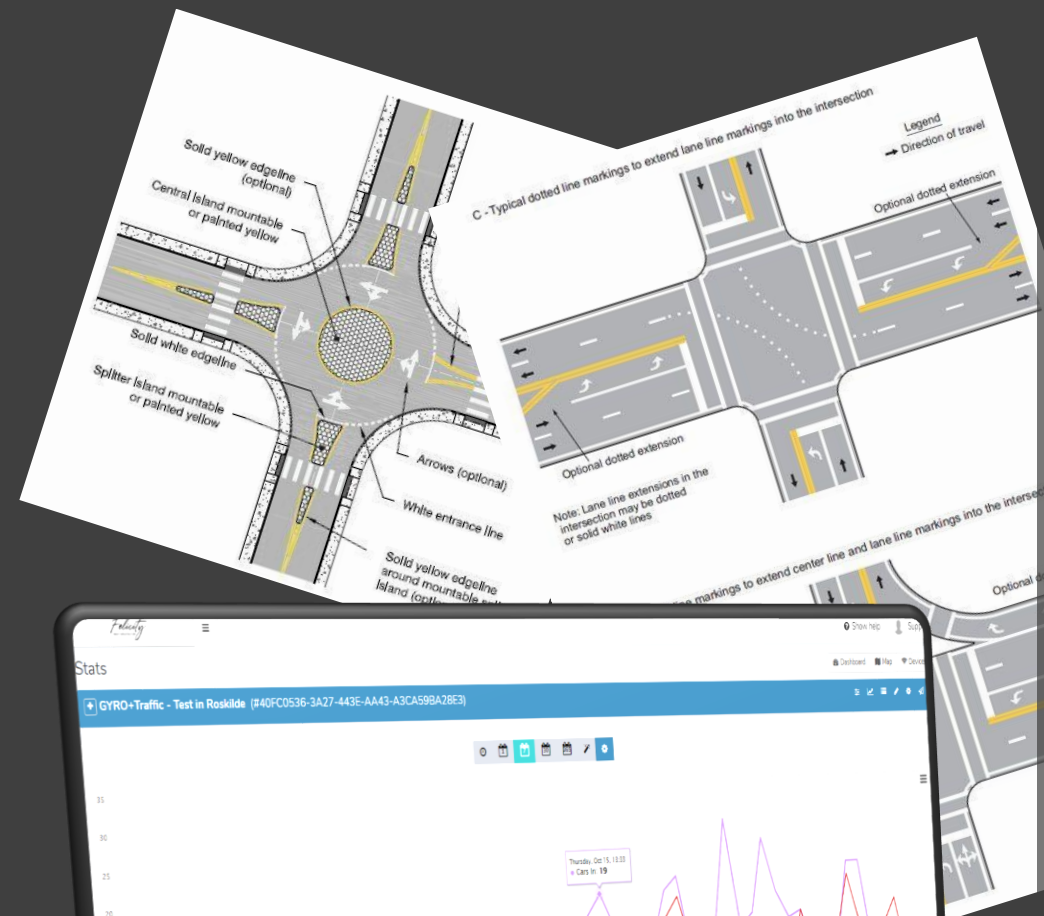 Solid yellow edgeline
(optional)
Central Island mountable
or painted yellow
Solid white edgeline
Splitter Island mountable
or painted yellow
Arrows (optional)
White entrance line
Solid yellow edgeline
around mountable
Island
C - Typical dotted line markings to extend lane line markings into the intersection
Legend
Direction of travel
Optional dotted extension
Optional dotted extension
Note: Lane line extensions in the
intersection may be dotted
or solid white lines
markings to extend center line and lane line markings into the
Optional
Felicity
Show help
Stats
Dashboard Map
GYRO+Traffic - Test in Roskilde (#40FC0536-3A27-443E-AA43-A3CA59BA28E3)
35
30
25
20
Thursday, Oct 15,
Cars In: 19